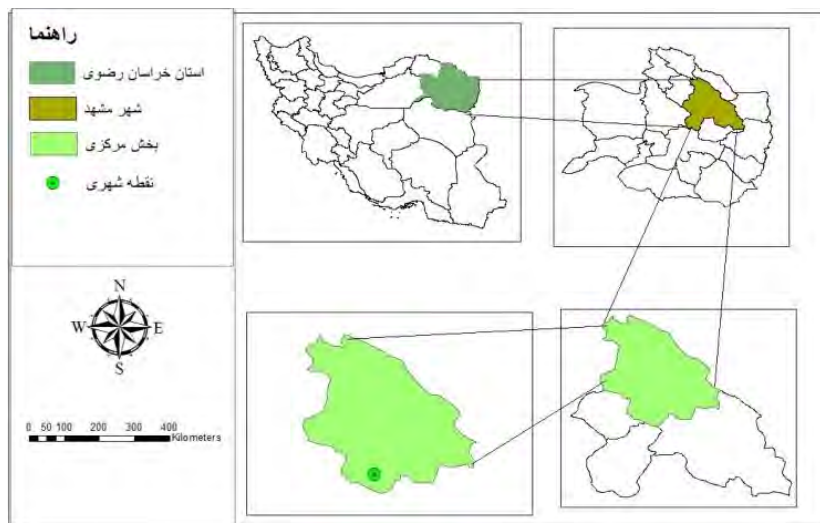 راهنما
استان خراسان رضوی
شهر مشهد
بخش مرکزی
نقطه شهری
N
W E
S
0 50 100 200 300 400
Kilometers